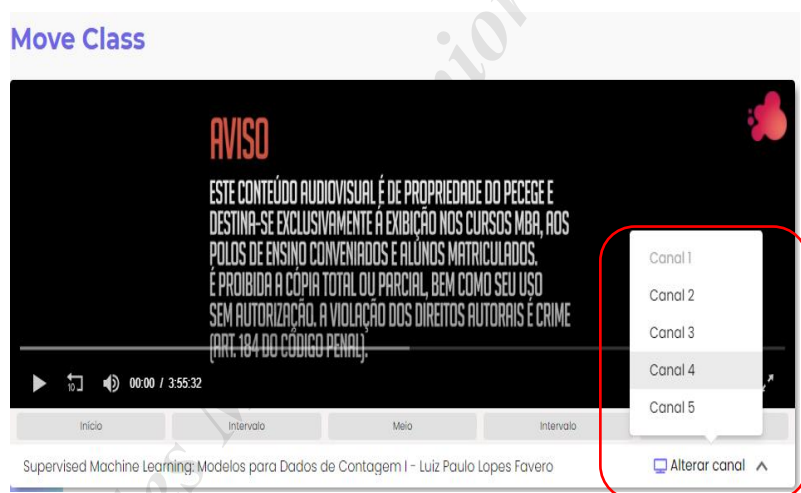 Move Class
AVISO
ESTE CONTEÚDO AUDIOVISUAL É DE PROPRIEDADE DO PECEGE E
DESTINA-SE EXCLUSIVAMENTE À EXIBIÇÃO NOS CURSOS MBA, AOS
POLOS DE ENSINO CONVENIADOS E ALUNOS MATRICULADOS.
É PROIBIDA A CÓPIA TOTAL OU PARCIAL, BEM COMO SEU USO
SEM AUTORIZAÇÃO. A VIOLAÇÃO DOS DIREITOS AUTORAIS É CRIME
(ART. 184 DO CÓDIGO PENAL).
Canal 1
Canal 2
Canal 3
Canal 4
Canal 5
10
00:00 / 3:55:32
Início Intervalo Meio Intervalo
Supervised Machine Learning: Modelos para Dados de Contagem I - Luiz Paulo Lopes Favero
Alterar canal